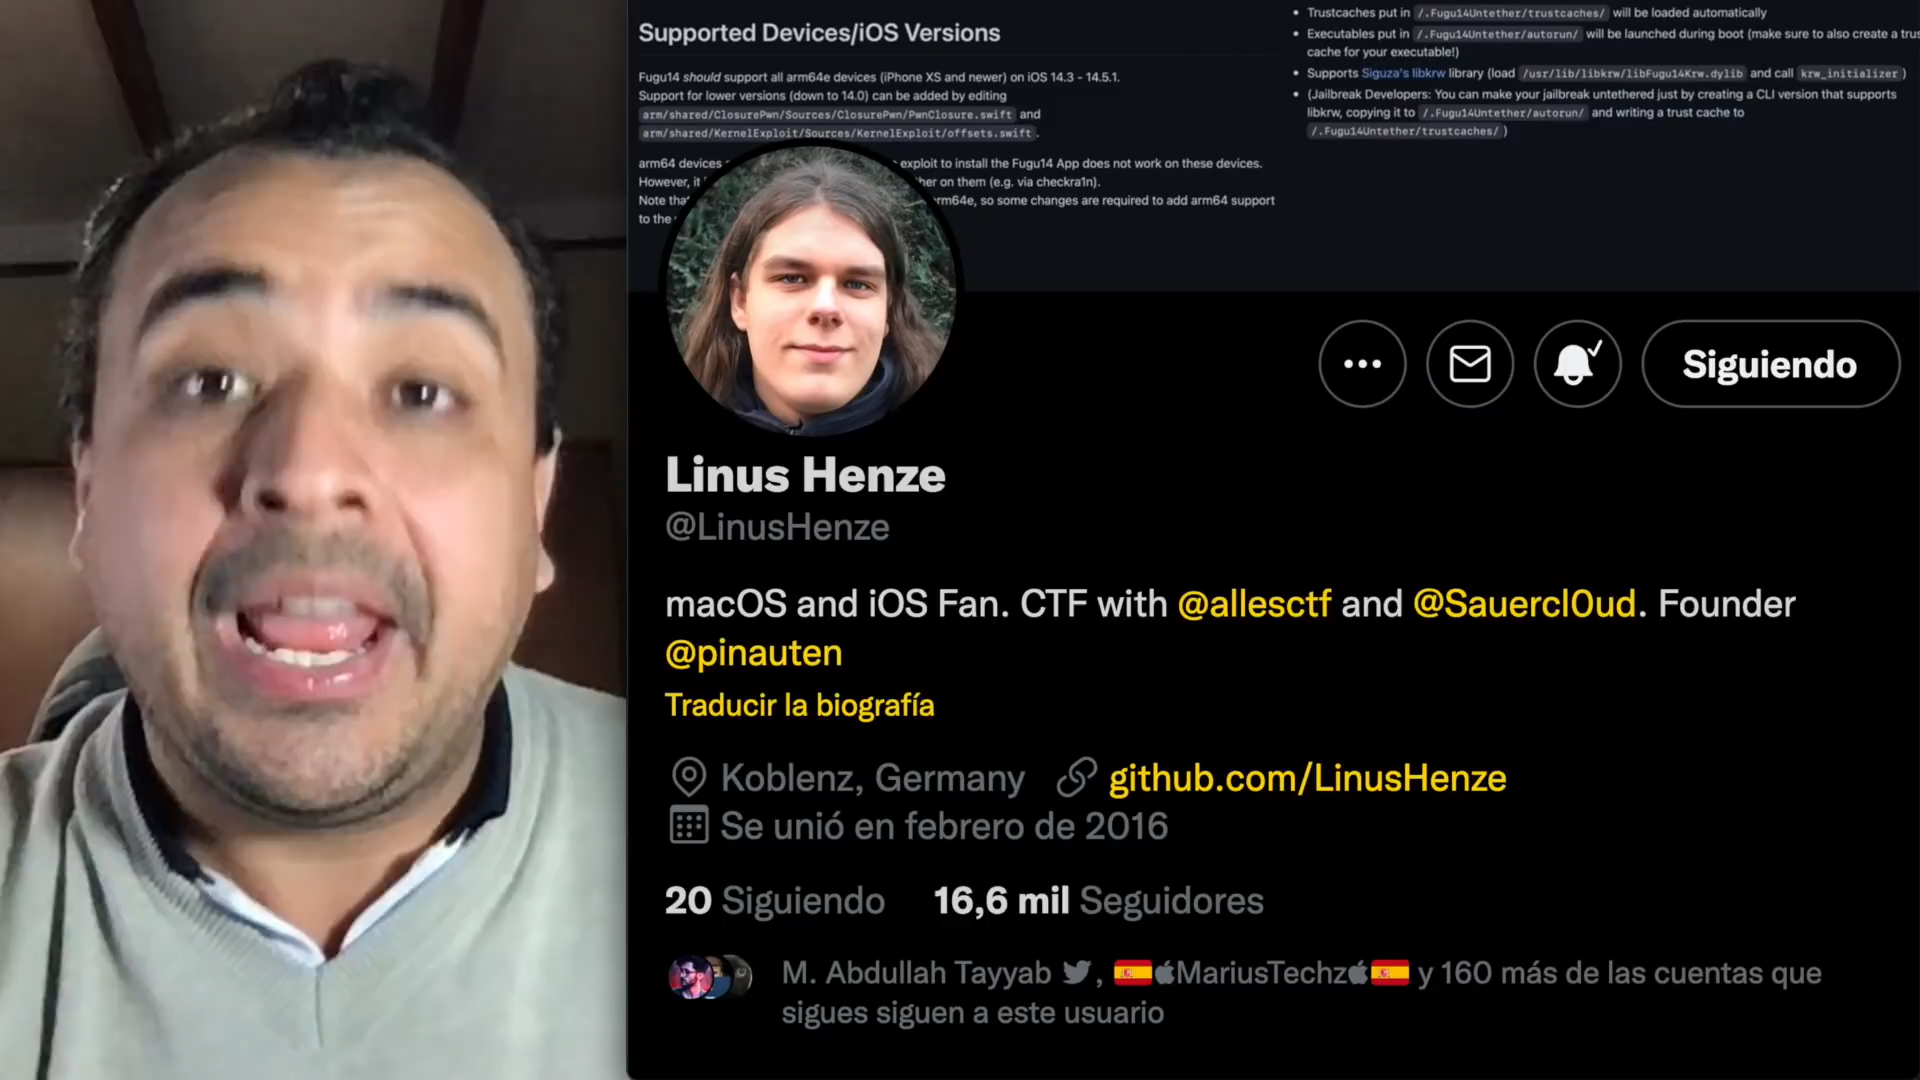 Supported Devices/iOS Versions
Fugu14 should support all arm64e devices (iPhone XS and newer) on iOS 14.3 - 14.5.1.
Support for lower versions (down to 14.0) can be added by editing
arm/shared/ClosurePwn/Sources/ClosurePwn/PwnClosure.swift and
arm/shared/KernelExploit/Sources/KernelExploit/offsets.swift.
arm64 devices exploit to install the Fugu14 App does not work on these devices.
However, it her on them (e.g. via checkra1n).
Note that rm64e, so some changes are required to add arm64 support
to the
• Trustcaches put in /.Fugu14Untether/trustcaches/ will be loaded automatically
• Executables put in /.Fugu14Untether/autorun/ will be launched during boot (make sure to also create a trus
cache for your executable!)
• Supports Siguza's libkrw library (load /usr/lib/libkrw/libFugu14Krw.dylib and call krw_initializer)
• (Jailbreak Developers: You can make your jailbreak untethered just by creating a CLI version that supports
libkrw, copying it to /.Fugu14Untether/autorun/ and writing a trust cache to
/.Fugu14Untether/trustcaches/)
Siguiendo
Linus Henze
@LinusHenze
macOS and iOS Fan. CTF with @allesctf and @Sauercl0ud. Founder
@pinauten
Traducir la biografía
Koblenz, Germany github.com/LinusHenze
Se unió en febrero de 2016
20 Siguiendo 16,6 mil Seguidores
M. Abdullah Tayyab, 🇪🇸MariusTechz🇪🇸 y 160 más de las cuentas que
sigues siguen a este usuario